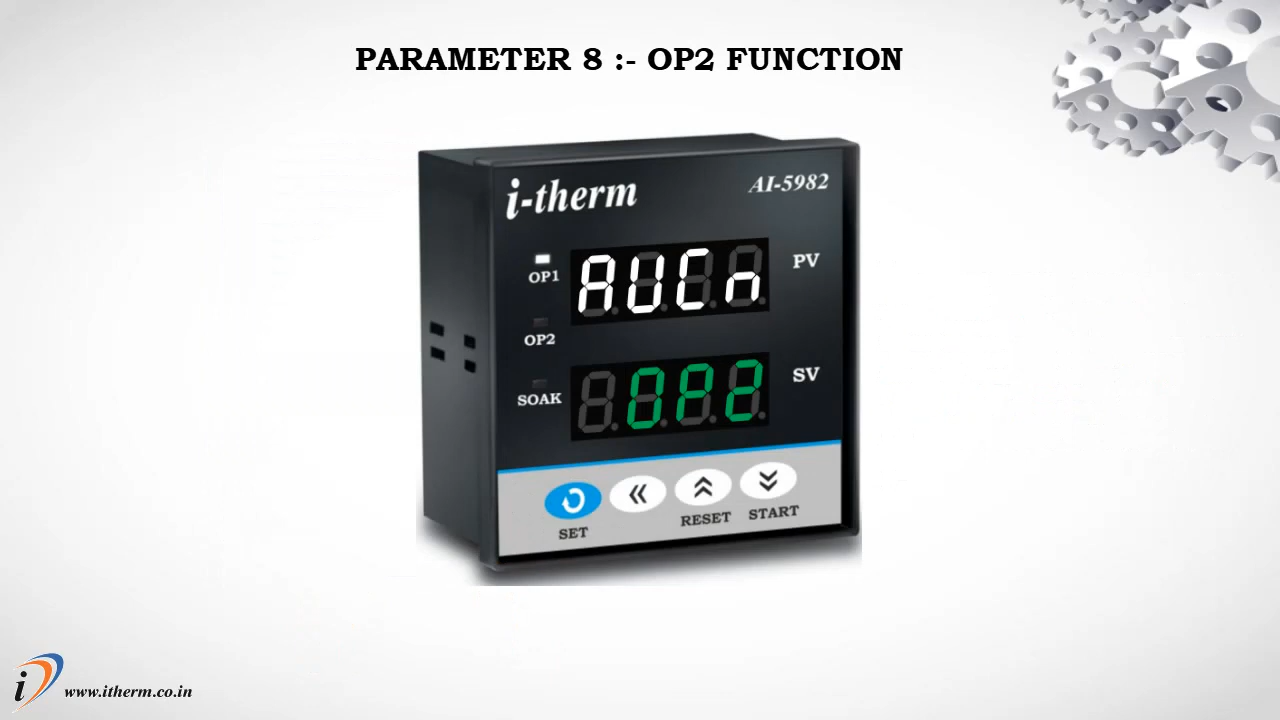 PARAMETER 8 :- OP2 FUNCTION
i-therm
AI-5982
OP1
AUCn
PV
OP2
OP2
SV
SOAK
SET
RESET
START
i
www.itherm.co.in